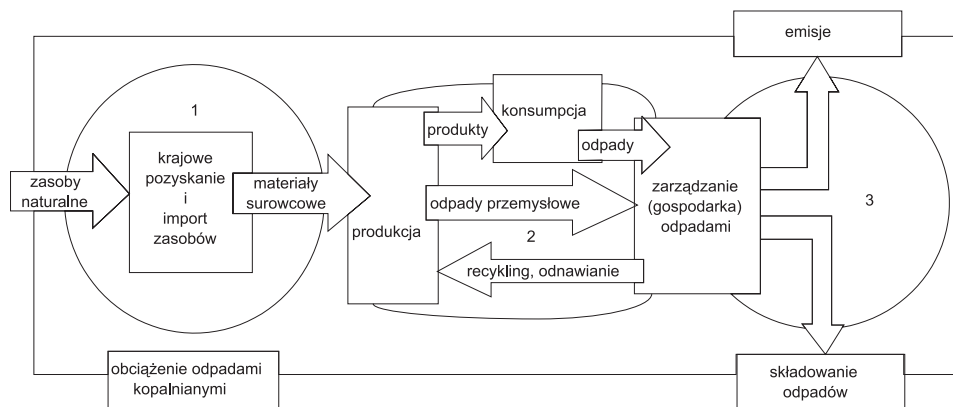 emisje
1
konsumpcja
produkty
odpady
krajowe
pozyskanie
i
import
zasobów
zasoby
naturalne
materiały
surowcowe
produkcja
odpady przemysłowe
2
recykling, odnawianie
zarządzanie
(gospodarka)
odpadami
3
obciążenie odpadami
kopalnianymi
składowanie
odpadów